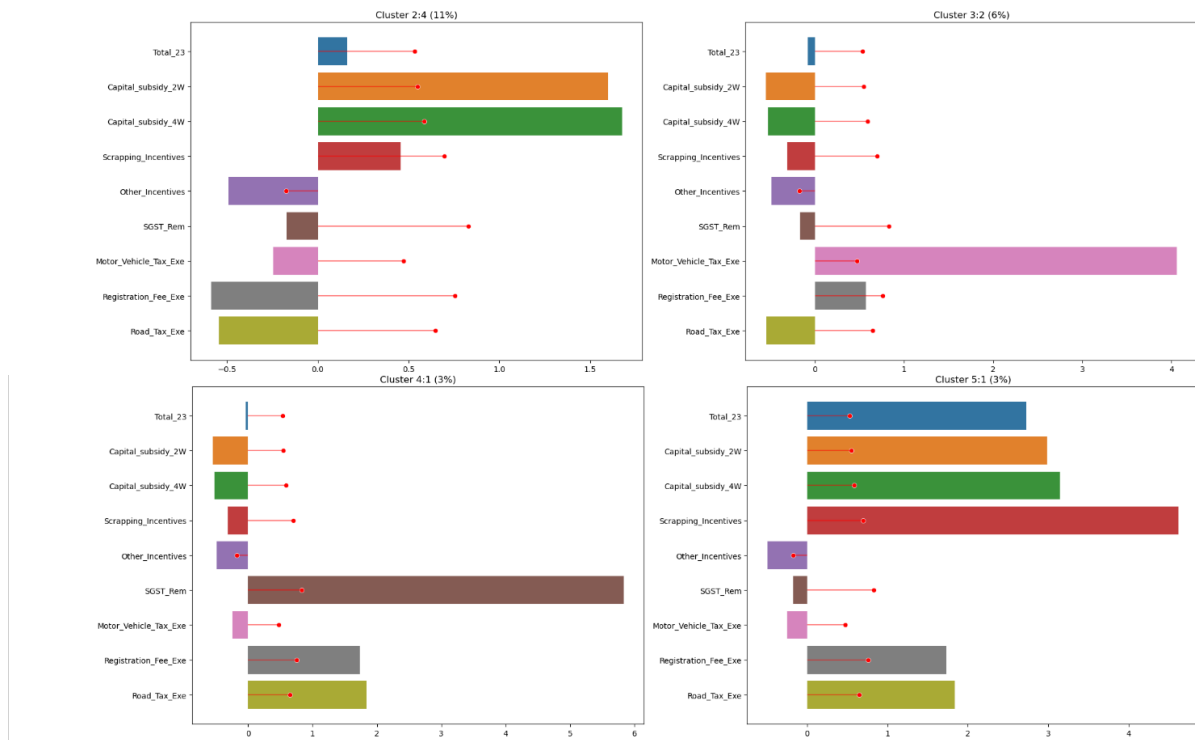 Cluster 2:4 (11%)
Total_23
Capital_subsidy_2W
Capital_subsidy_4W
Scrapping_Incentives
Other_Incentives
SGST_Rem
Motor_Vehicle_Tax_Exe
Registration_Fee_Exe
Road_Tax_Exe
−0.5 0.0 0.5 1.0 1.5
Cluster 3:2 (6%)
Total_23
Capital_subsidy_2W
Capital_subsidy_4W
Scrapping_Incentives
Other_Incentives
SGST_Rem
Motor_Vehicle_Tax_Exe
Registration_Fee_Exe
Road_Tax_Exe
0 1 2 3 4
Cluster 4:1 (3%)
Total_23
Capital_subsidy_2W
Capital_subsidy_4W
Scrapping_Incentives
Other_Incentives
SGST_Rem
Motor_Vehicle_Tax_Exe
Registration_Fee_Exe
Road_Tax_Exe
0 1 2 3 4 5 6
Cluster 5:1 (3%)
Total_23
Capital_subsidy_2W
Capital_subsidy_4W
Scrapping_Incentives
Other_Incentives
SGST_Rem
Motor_Vehicle_Tax_Exe
Registration_Fee_Exe
Road_Tax_Exe
0 1 2 3 4